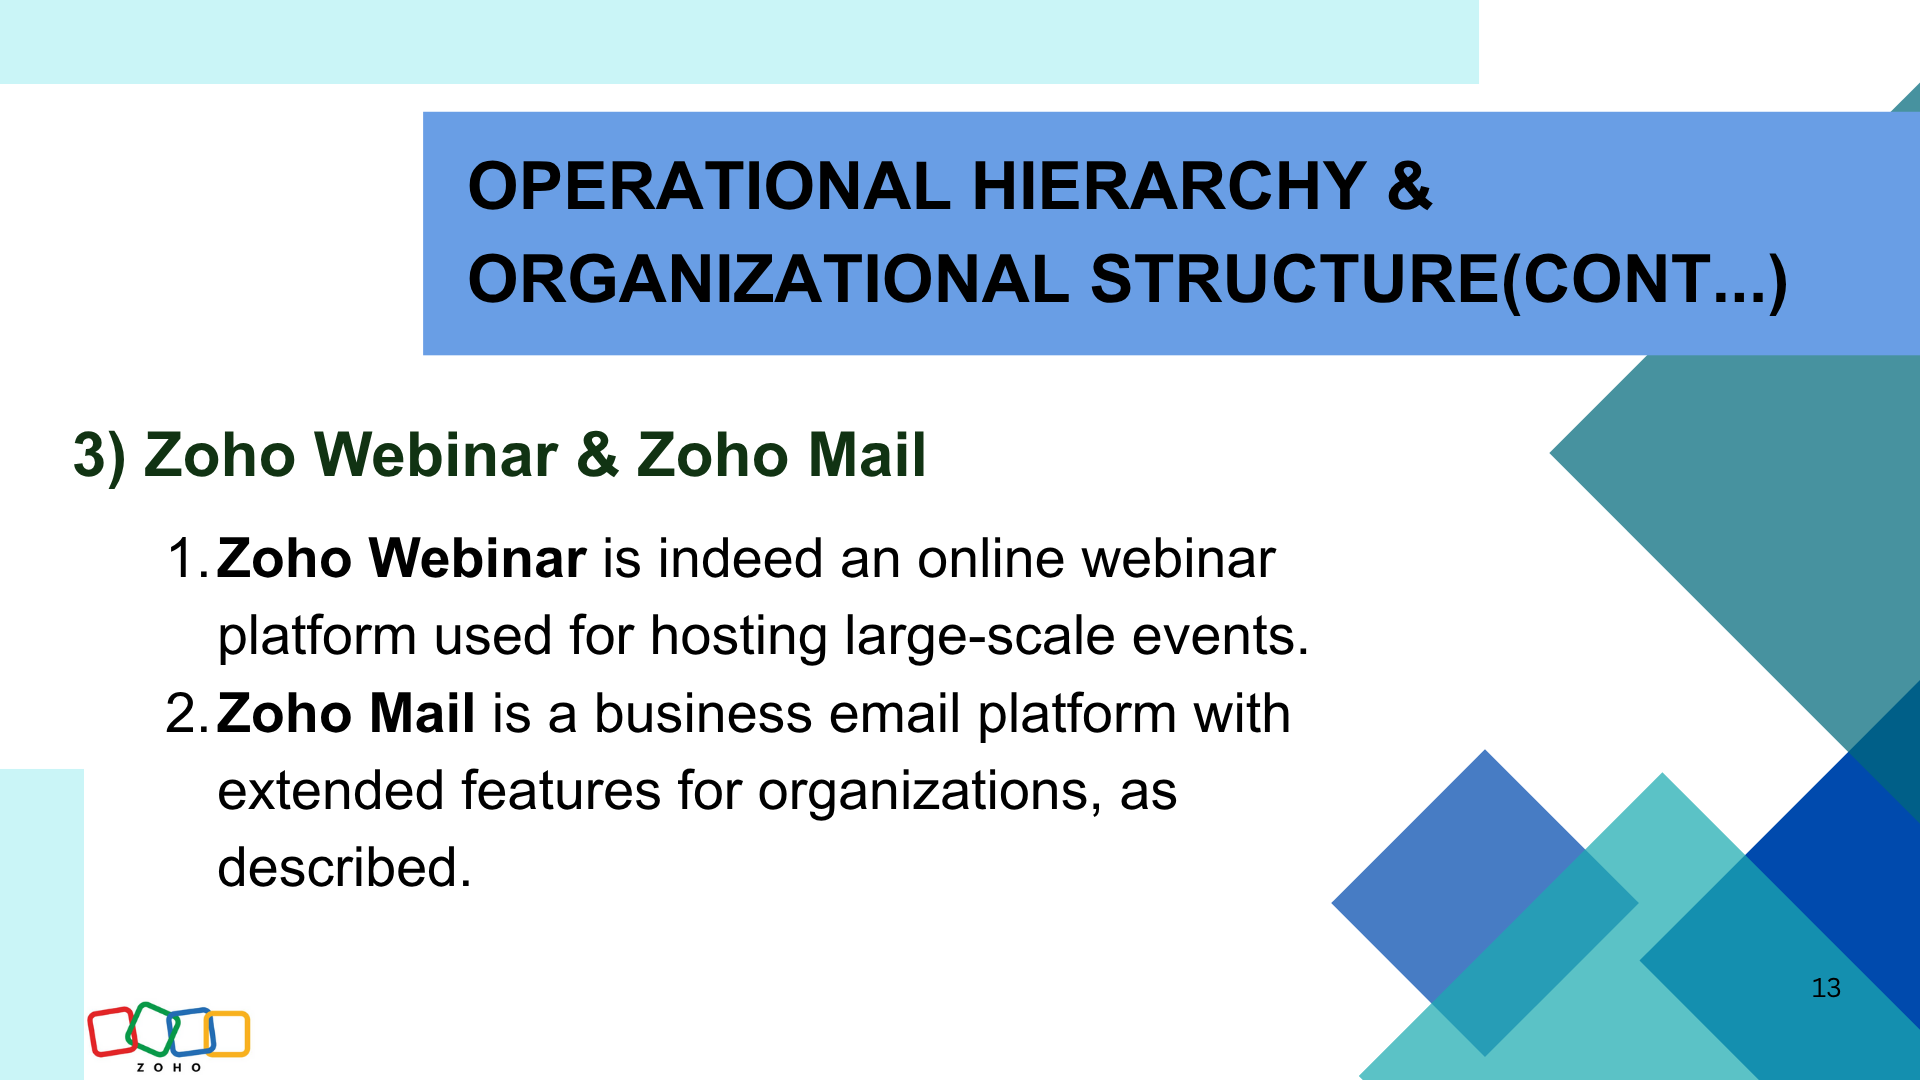 OPERATIONAL HIERARCHY &
ORGANIZATIONAL STRUCTURE(CONT...)
3) Zoho Webinar & Zoho Mail
1. Zoho Webinar is indeed an online webinar
platform used for hosting large-scale events.
2. Zoho Mail is a business email platform with
extended features for organizations, as
described.
13
ZOHO